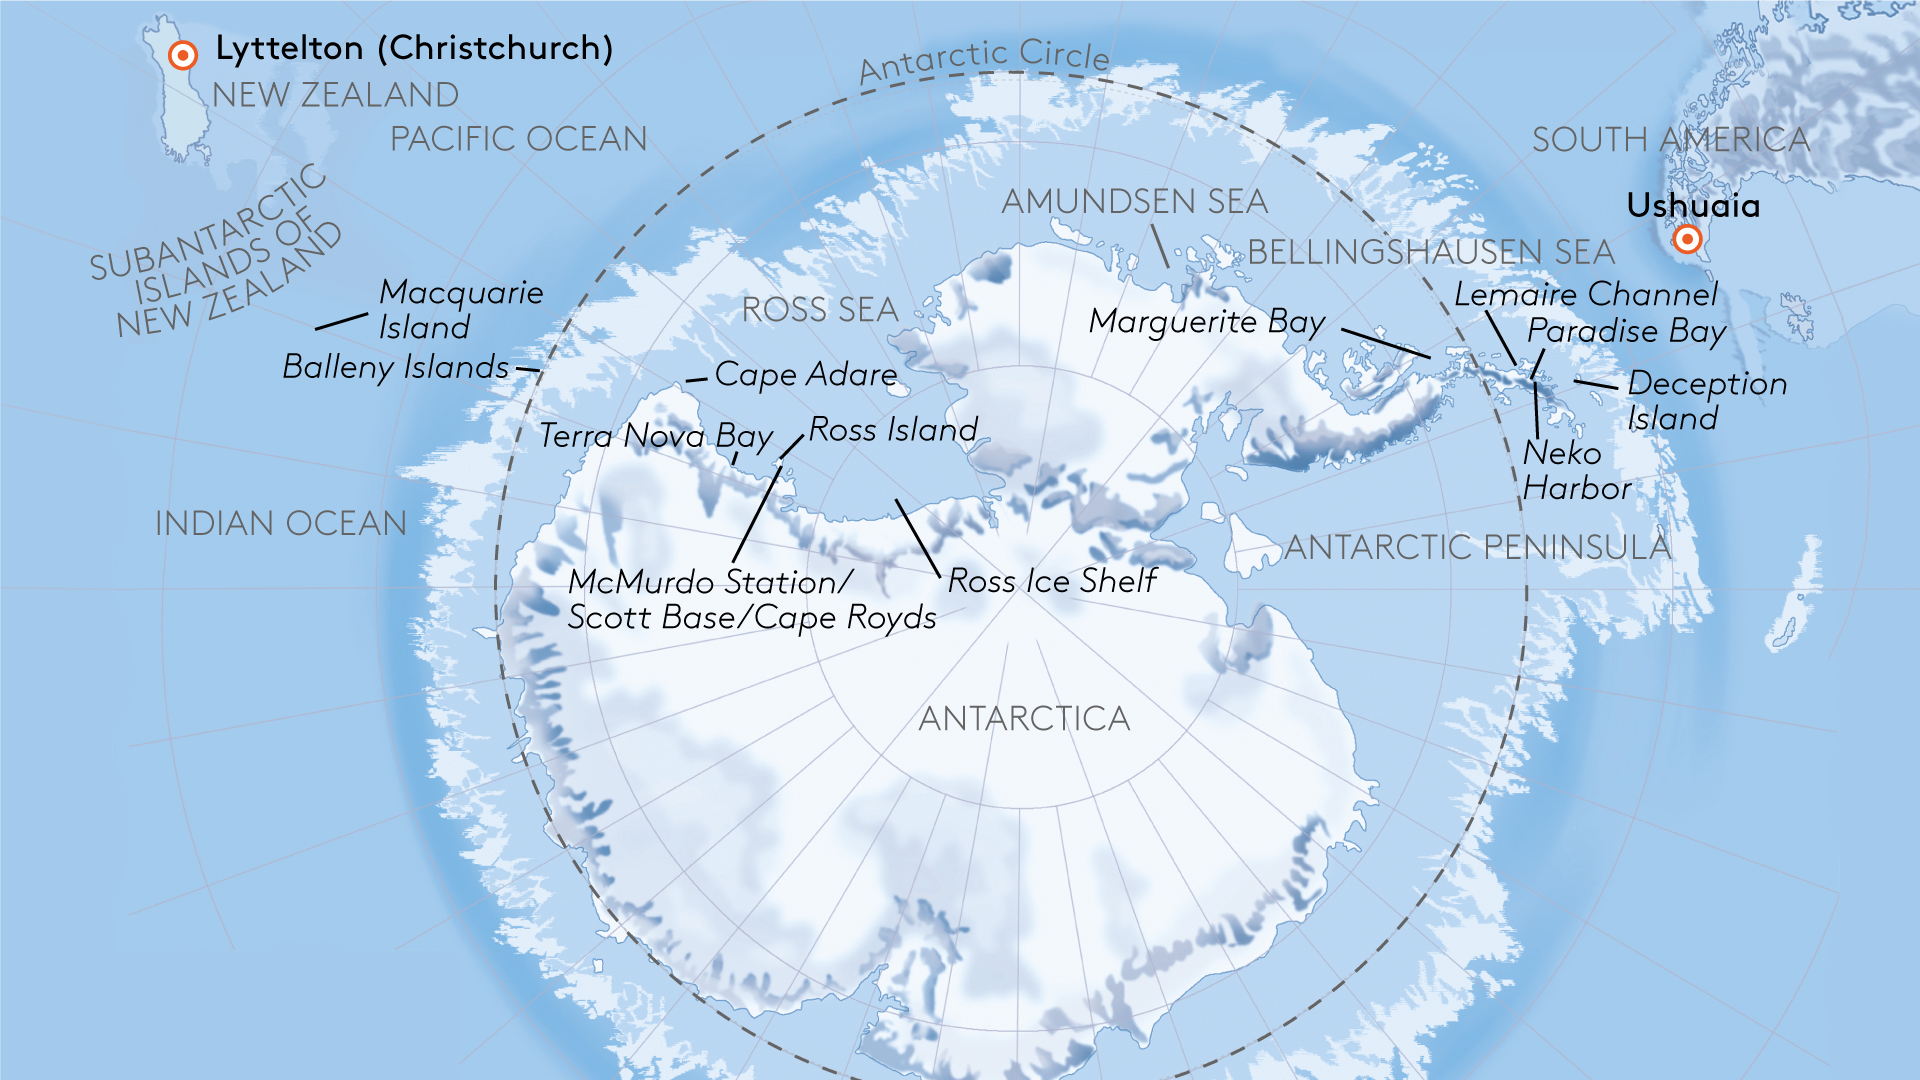 Lyttelton (Christchurch)
NEW ZEALAND
PACIFIC OCEAN
Antarctic Circle
SOUTH AMERICA
Ushuaia
AMUNDSEN SEA
BELLINGSHAUSEN SEA
SUBANTARCTIC
ISLANDS OF
NEW ZEALAND
Macquarie
Island
Balleny Islands
ROSS SEA
Cape Adare
Marguerite Bay
Lemaire Channel
Paradise Bay
Deception
Island
Neko
Harbor
Terra Nova Bay
Ross Island
INDIAN OCEAN
ANTARCTIC PENINSULA
McMurdo Station/
Scott Base/Cape Royds
Ross Ice Shelf
ANTARCTICA